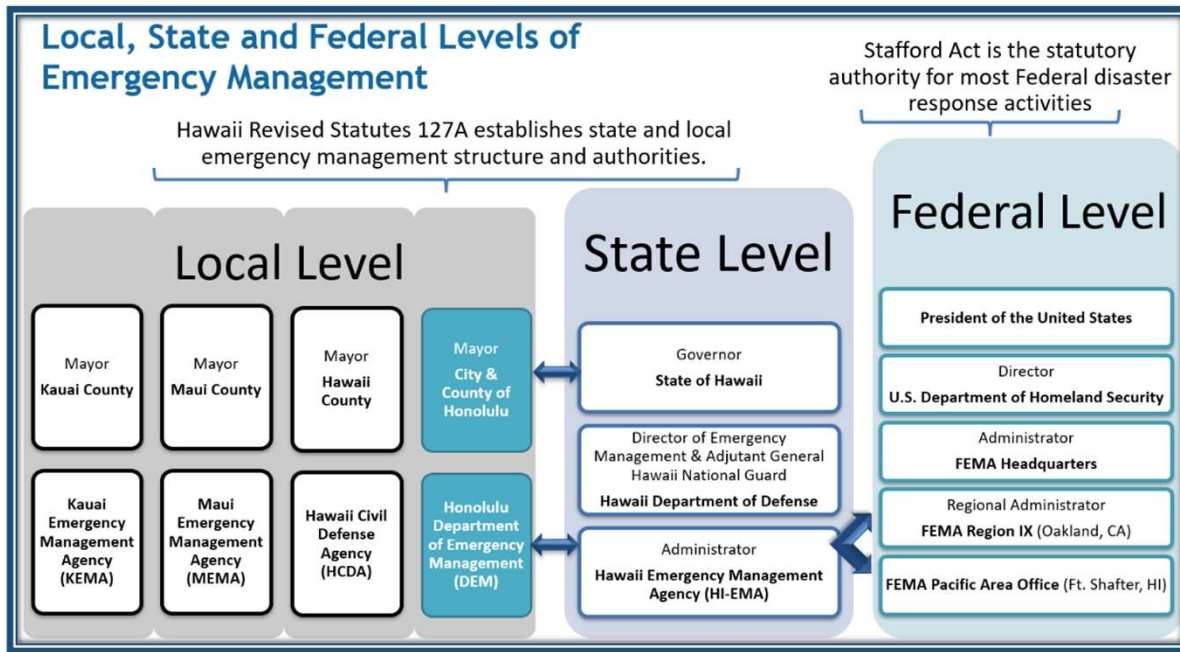 Local, State and Federal Levels of
Emergency Management
Stafford Act is the statutory
authority for most Federal disaster
response activities
Hawaii Revised Statutes 127A establishes state and local
emergency management structure and authorities.
Local Level
Mayor
Kauai County
Mayor
Maui County
Mayor
Hawaii
County
Mayor
City &
County of
Honolulu
Kauai
Emergency
Management
Agency
(KEMA)
Maui
Emergency
Management
Agency
(MEMA)
Hawaii Civil
Defense
Agency
(HCDA)
Honolulu
Department
of Emergency
Management
(DEM)
State Level
Governor
State of Hawaii
Director of Emergency
Management & Adjutant General
Hawaii National Guard
Hawaii Department of Defense
Administrator
Hawaii Emergency Management
Agency (HI-EMA)
Federal Level
President of the United States
Director
U.S. Department of Homeland Security
Administrator
FEMA Headquarters
Regional Administrator
FEMA Region IX (Oakland, CA)
FEMA Pacific Area Office (Ft. Shafter, HI)